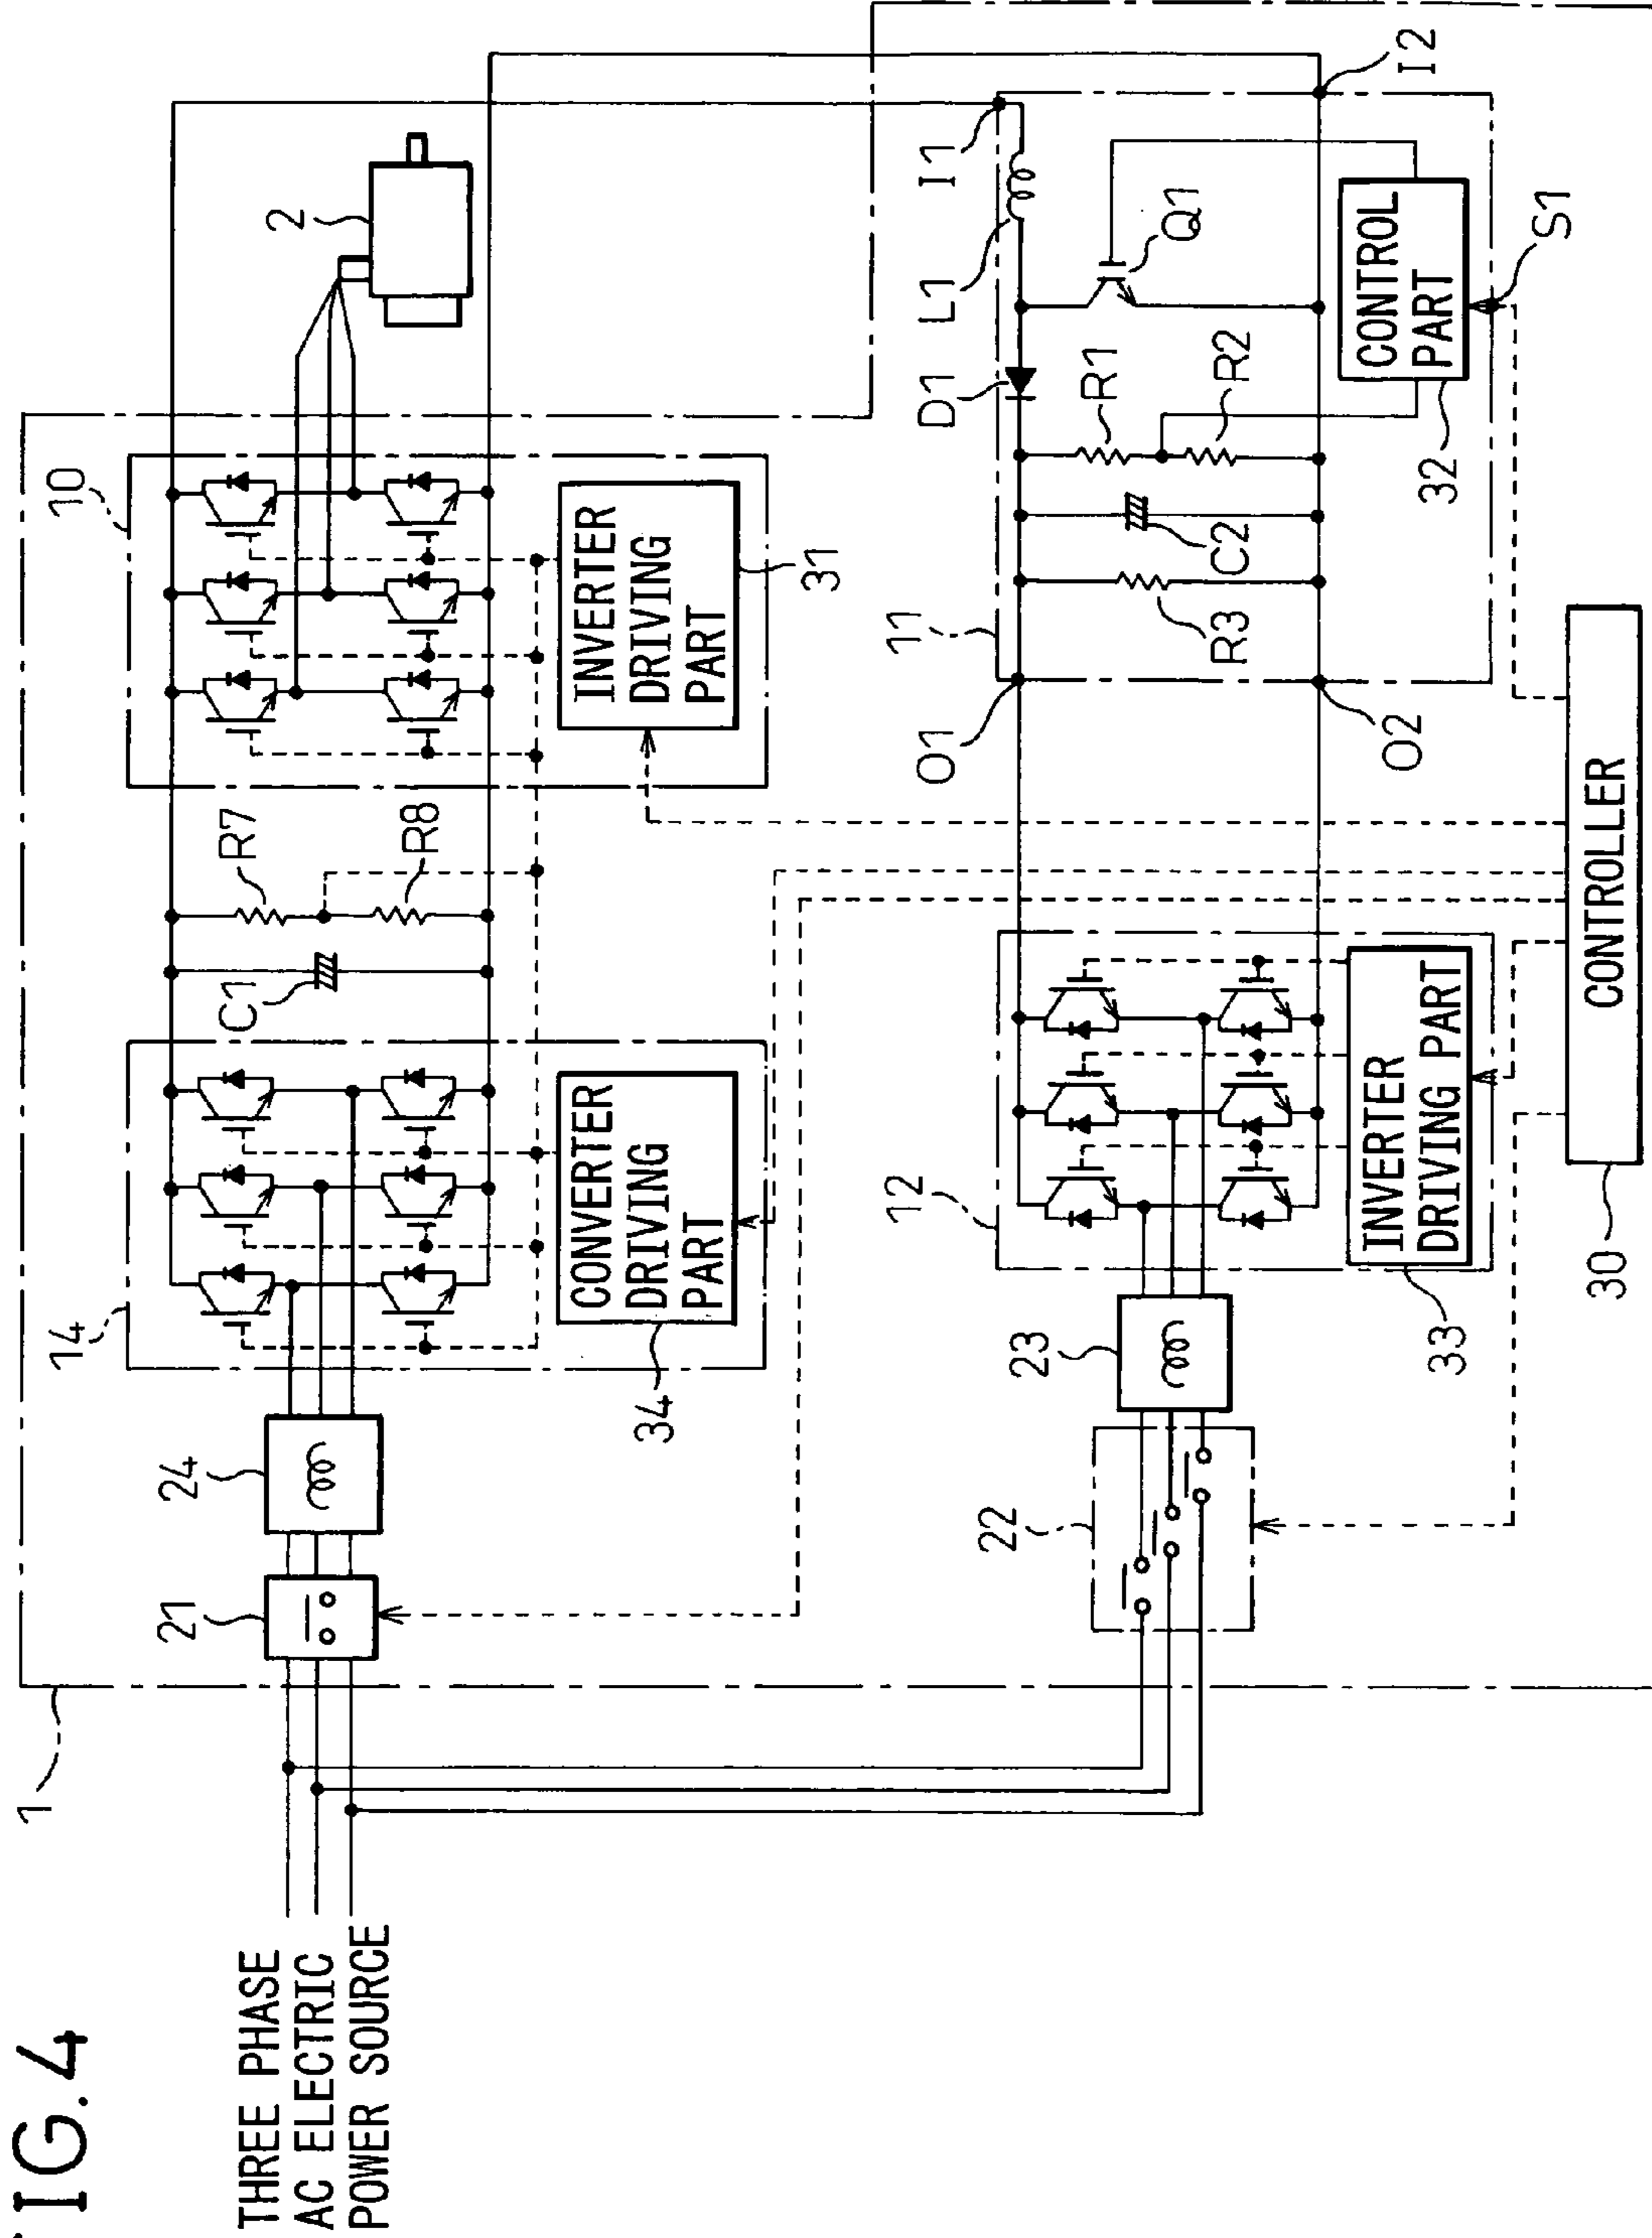 FIG.4
1
THREE PHASE
AC ELECTRIC
POWER SOURCE
21
24
14
CONVERTER
DRIVING
PART
34
C1
R7
R8
10
INVERTER
DRIVING
PART
31
2
22
23
12
INVERTER
DRIVING PART
33
O1
O2
11
R3
C2
R1
R2
D1
L1
Q1
I1
I2
CONTROL
PART
32
S1
CONTROLLER
30